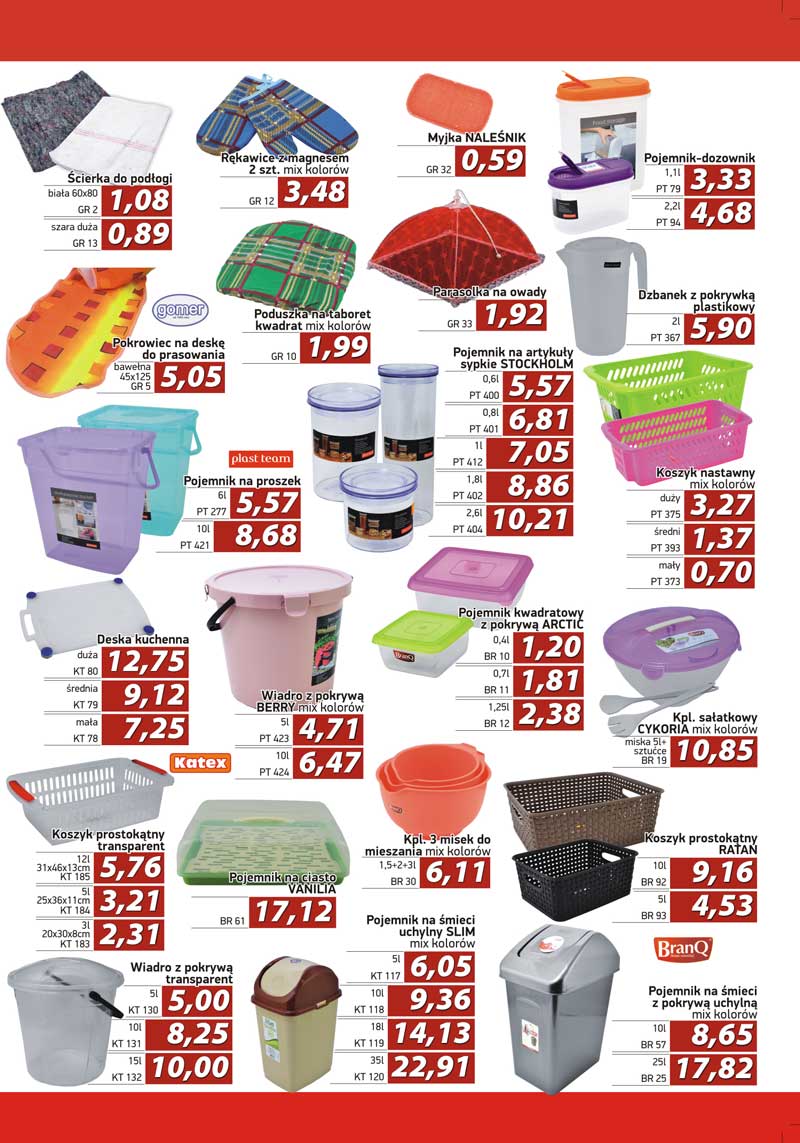 Ścierka do podłogi
biała 60x80
GR 2
1,08
szara duża
GR 13
0,89
Rękawice z magnesem
2 szt. mix kolorów
GR 12
3,48
Myjka NALEŚNIK
GR 32
0,59
Food storage
Pojemnik-dozownik
1,1l
PT 79
3,33
2,2l
PT 94
4,68
gomer
Pokrowiec na deskę
do prasowania
bawełna
45x125
GR 5
5,05
Poduszka na taboret
kwadrat mix kolorów
GR 10
1,99
Parasolka na owady
GR 33
1,92
Dzbanek z pokrywką
plastikowy
2l
PT 367
5,90
plast team
Pojemnik na proszek
6l
PT 277
5,57
10l
PT 421
8,68
Pojemnik na artykuły
sypkie STOCKHOLM
0,6l
PT 400
5,57
0,8l
PT 401
6,81
1l
PT 412
7,05
1,8l
PT 402
8,86
2,6l
PT 404
10,21
Koszyk nastawny
mix kolorów
duży
PT 375
3,27
średni
PT 393
1,37
mały
PT 373
0,70
Deska kuchenna
duża
KT 80
12,75
średnia
KT 79
9,12
mała
KT 78
7,25
Wiadro z pokrywą
BERRY mix kolorów
5l
PT 423
4,71
10l
PT 424
6,47
BranQ
Pojemnik kwadratowy
z pokrywą ARCTIC
0,4l
BR 10
1,20
0,7l
BR 11
1,81
1,25l
BR 12
2,38
Kpl. sałatkowy
CYKORIA mix kolorów
miska 5l+
sztućce
BR 19
10,85
Katex
Koszyk prostokątny
transparent
12l
31x46x13cm
KT 185
5,76
5l
25x36x11cm
KT 184
3,21
3l
20x30x8cm
KT 183
2,31
Pojemnik na ciasto
VANILIA
BR 61
17,12
Kpl. 3 misek do
mieszania mix kolorów
1,5+2+3l
BR 30
6,11
Koszyk prostokątny
RATAN
10l
BR 92
9,16
5l
BR 93
4,53
Wiadro z pokrywą
transparent
5l
KT 130
5,00
10l
KT 131
8,25
15l
KT 132
10,00
Pojemnik na śmieci
uchylny SLIM
mix kolorów
5l
KT 117
6,05
10l
KT 118
9,36
18l
KT 119
14,13
35l
KT 120
22,91
BranQ
Pojemnik na śmieci
z pokrywą uchylną
mix kolorów
10l
BR 57
8,65
25l
BR 25
17,82